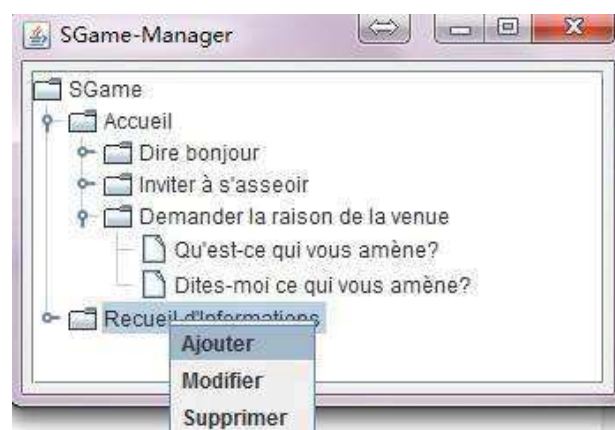 SGame-Manager
SGame
Accueil
Dire bonjour
Inviter à s'asseoir
Demander la raison de la venue
Qu'est-ce qui vous amène?
Dites-moi ce qui vous amène?
Recueil d'Informations
Ajouter
Modifier
Supprimer